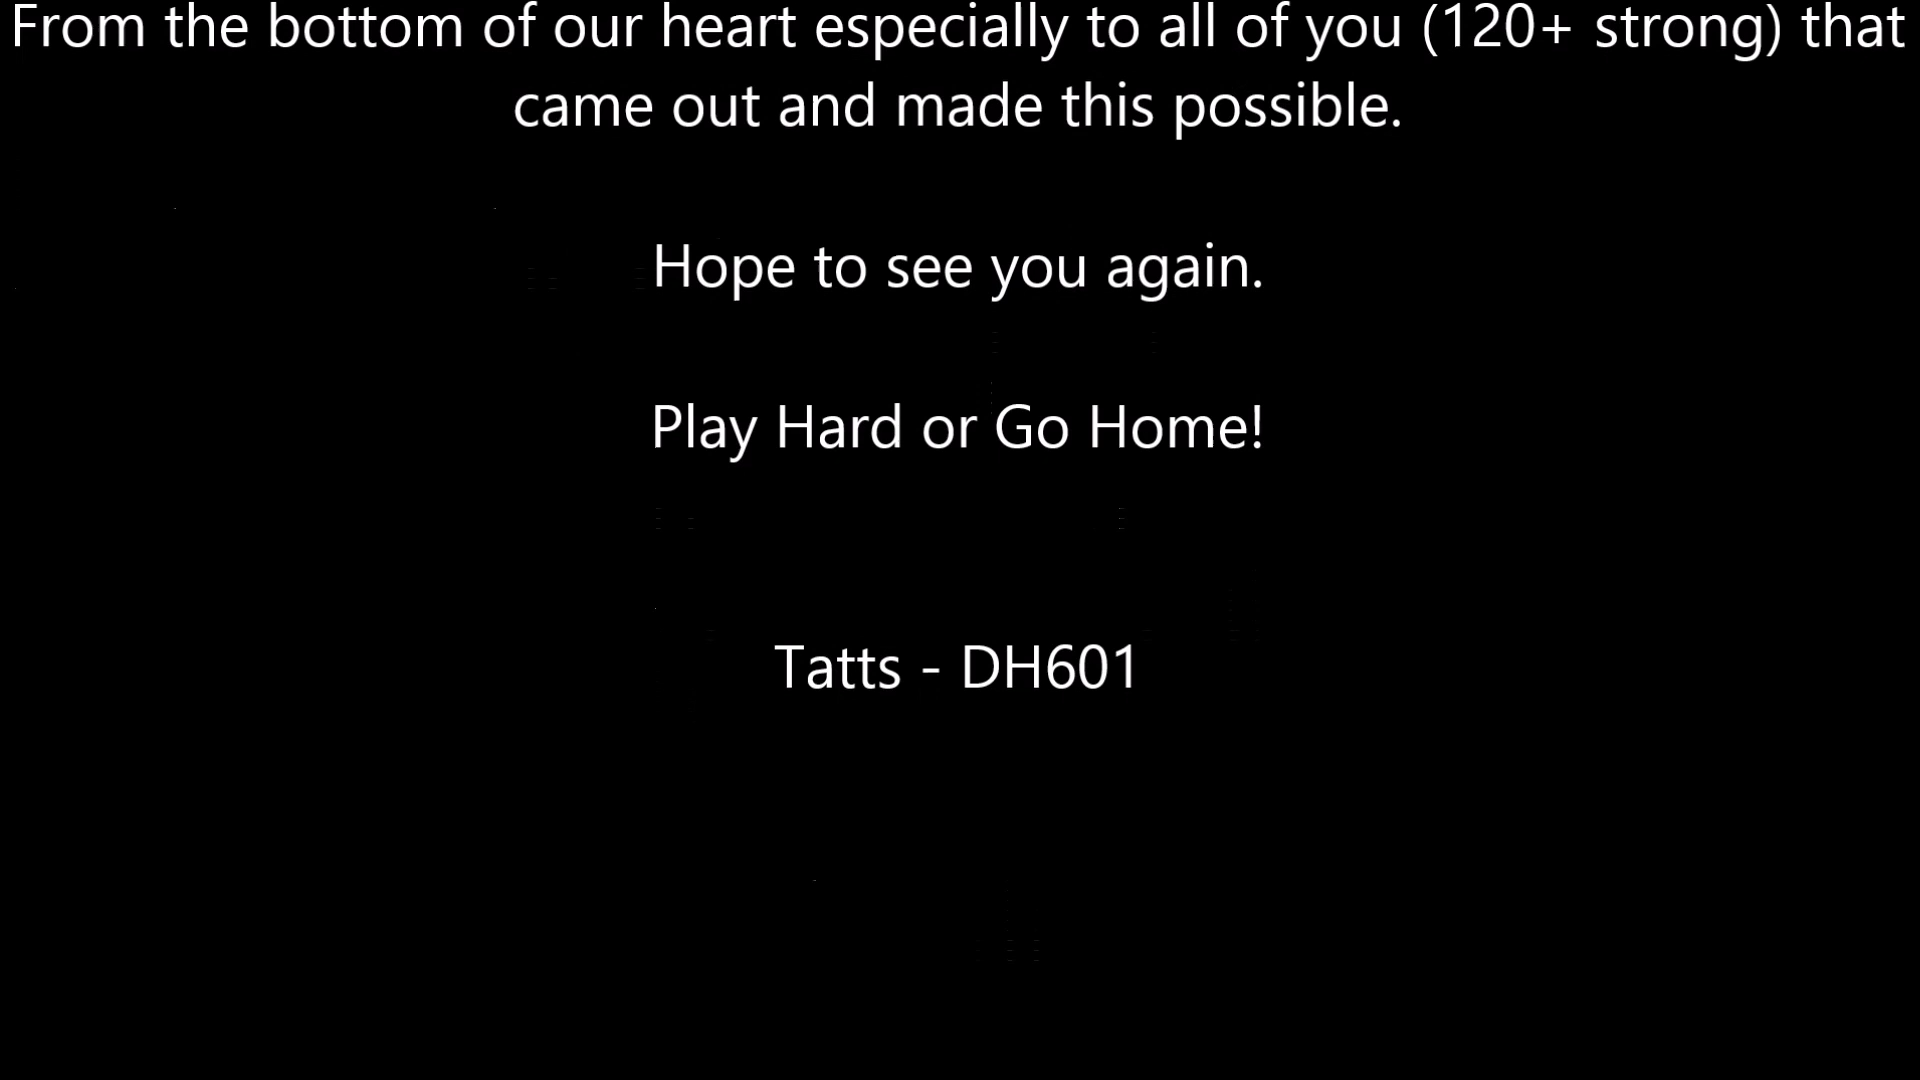 From the bottom of our heart especially to all of you (120+ strong) that
came out and made this possible.
Hope to see you again.
Play Hard or Go Home!
Tatts - DH601